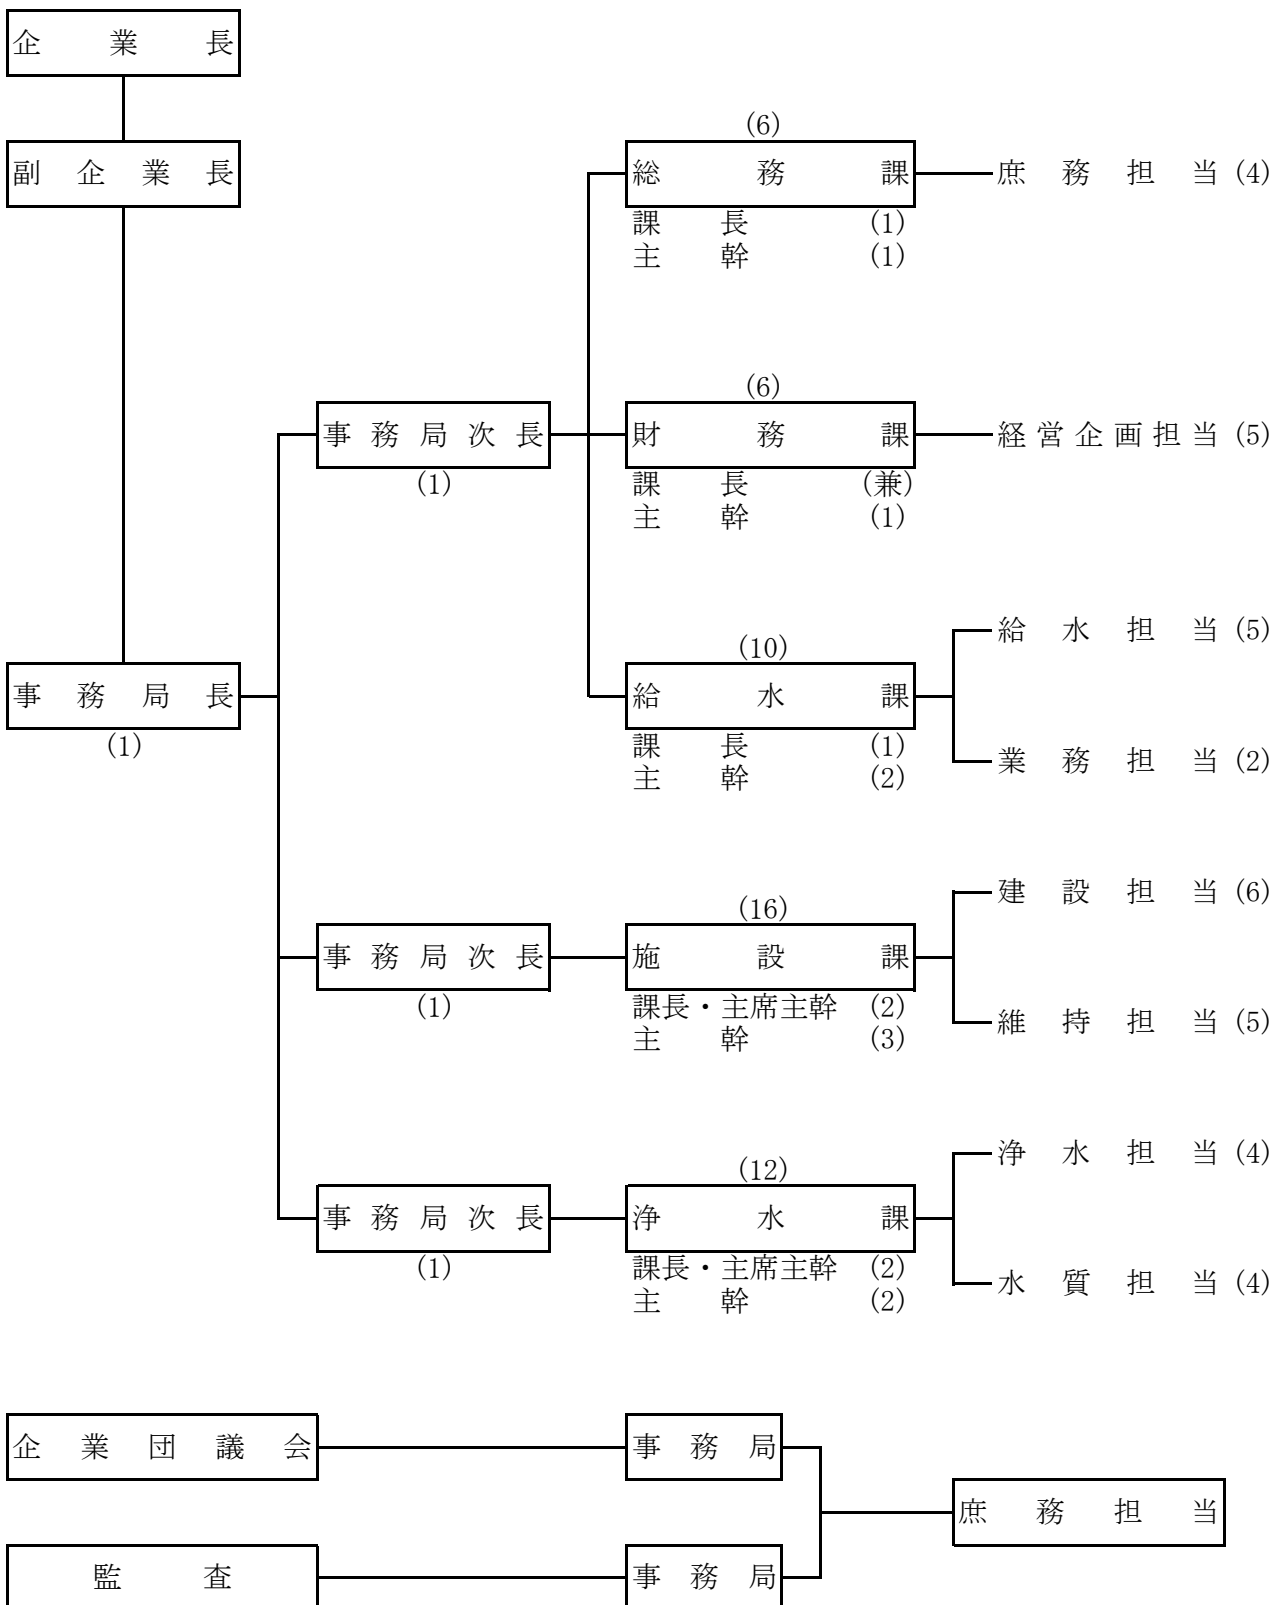 企業長
(6)
副企業長
総務課
庶務担当(4)
課長 (1)
主幹 (1)
(6)
事務局次長
財務課
経営企画担当(5)
(1)
課長 (兼)
主幹 (1)
給水担当(5)
(10)
事務局長
給水課
(1)
課長 (1)
主幹 (2)
業務担当(2)
建設担当(6)
(16)
事務局次長
施設課
(1)
課長・主席主幹 (2)
主幹 (3)
維持担当(5)
浄水担当(4)
(12)
事務局次長
浄水課
(1)
課長・主席主幹 (2)
主幹 (2)
水質担当(4)
企業団議会
事務局
庶務担当
監査
事務局